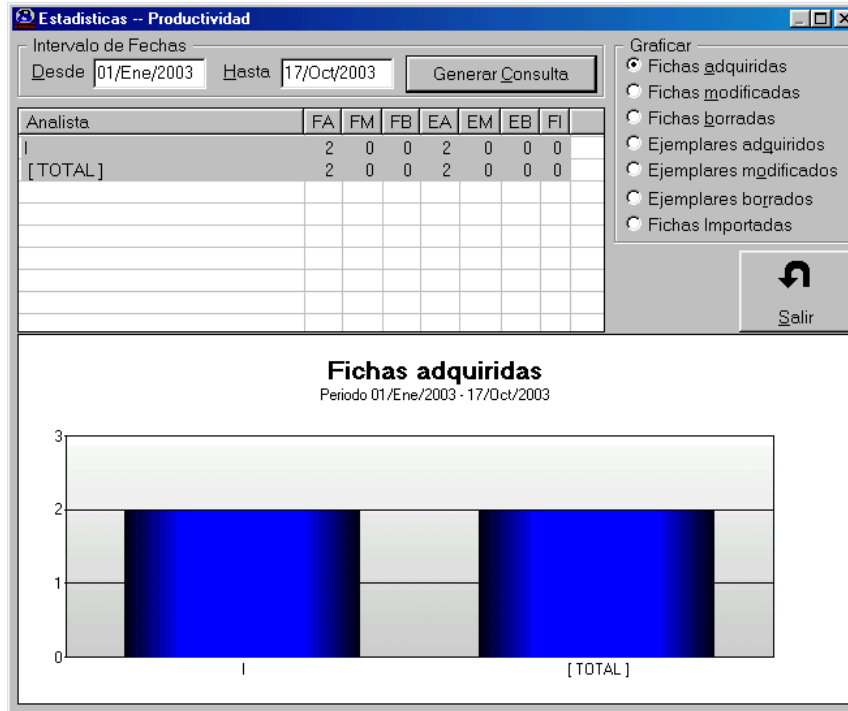 Estadisticas -- Productividad
Intervalo de Fechas
Desde 01/Ene/2003 Hasta 17/Oct/2003 Generar Consulta
Graficar
Fichas adquiridas
Fichas modificadas
Fichas borradas
Ejemplares adquiridos
Ejemplares modificados
Ejemplares borrados
Fichas Importadas
Salir
Analista FA FM FB EA EM EB FI
I 2 0 0 2 0 0 0
[TOTAL] 2 0 0 2 0 0 0
Fichas adquiridas
Periodo 01/Ene/2003 - 17/Oct/2003
3
2
1
0
I [TOTAL]